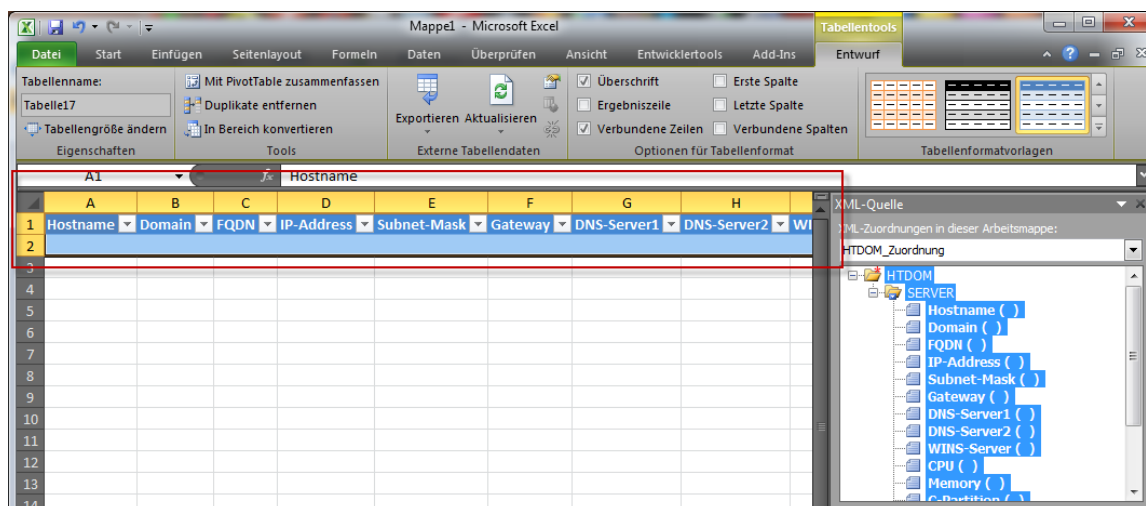 Mappe1 - Microsoft Excel
Tabellentools
Datei Start Einfügen Seitenlayout Formeln Daten Überprüfen Ansicht Entwicklertools Add-Ins Entwurf
Tabellenname:
Tabelle17
Tabellengröße ändern
Eigenschaften
Mit PivotTable zusammenfassen
Duplikate entfernen
In Bereich konvertieren
Tools
Exportieren Aktualisieren
Externe Tabellendaten
Überschrift Erste Spalte
Ergebniszeile Letzte Spalte
Verbundene Zeilen Verbundene Spalten
Optionen für Tabellenformat
Tabellenformatvorlagen
A1 fx Hostname
A B C D E F G H
1 Hostname Domain FQDN IP-Address Subnet-Mask Gateway DNS-Server1 DNS-Server2 WI
2
3
4
5
6
7
8
9
10
11
12
13
14
XML-Quelle
XML-Zuordnungen in dieser Arbeitsmappe:
HTDOM_Zuordnung
HTDOM
SERVER
Hostname ( )
Domain ( )
FQDN ( )
IP-Address ( )
Subnet-Mask ( )
Gateway ( )
DNS-Server1 ( )
DNS-Server2 ( )
WINS-Server ( )
CPU ( )
Memory ( )
C-Partition ( )